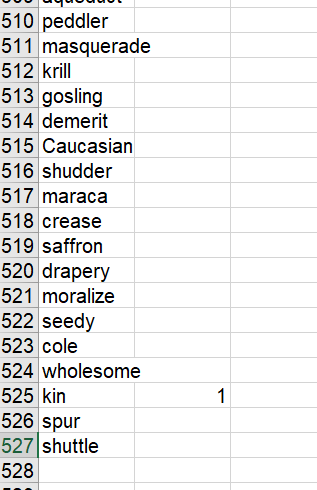 509 aqueduct
510 peddler
511 masquerade
512 krill
513 gosling
514 demerit
515 Caucasian
516 shudder
517 maraca
518 crease
519 saffron
520 drapery
521 moralize
522 seedy
523 cole
524 wholesome
525 kin 1
526 spur
527 shuttle
528